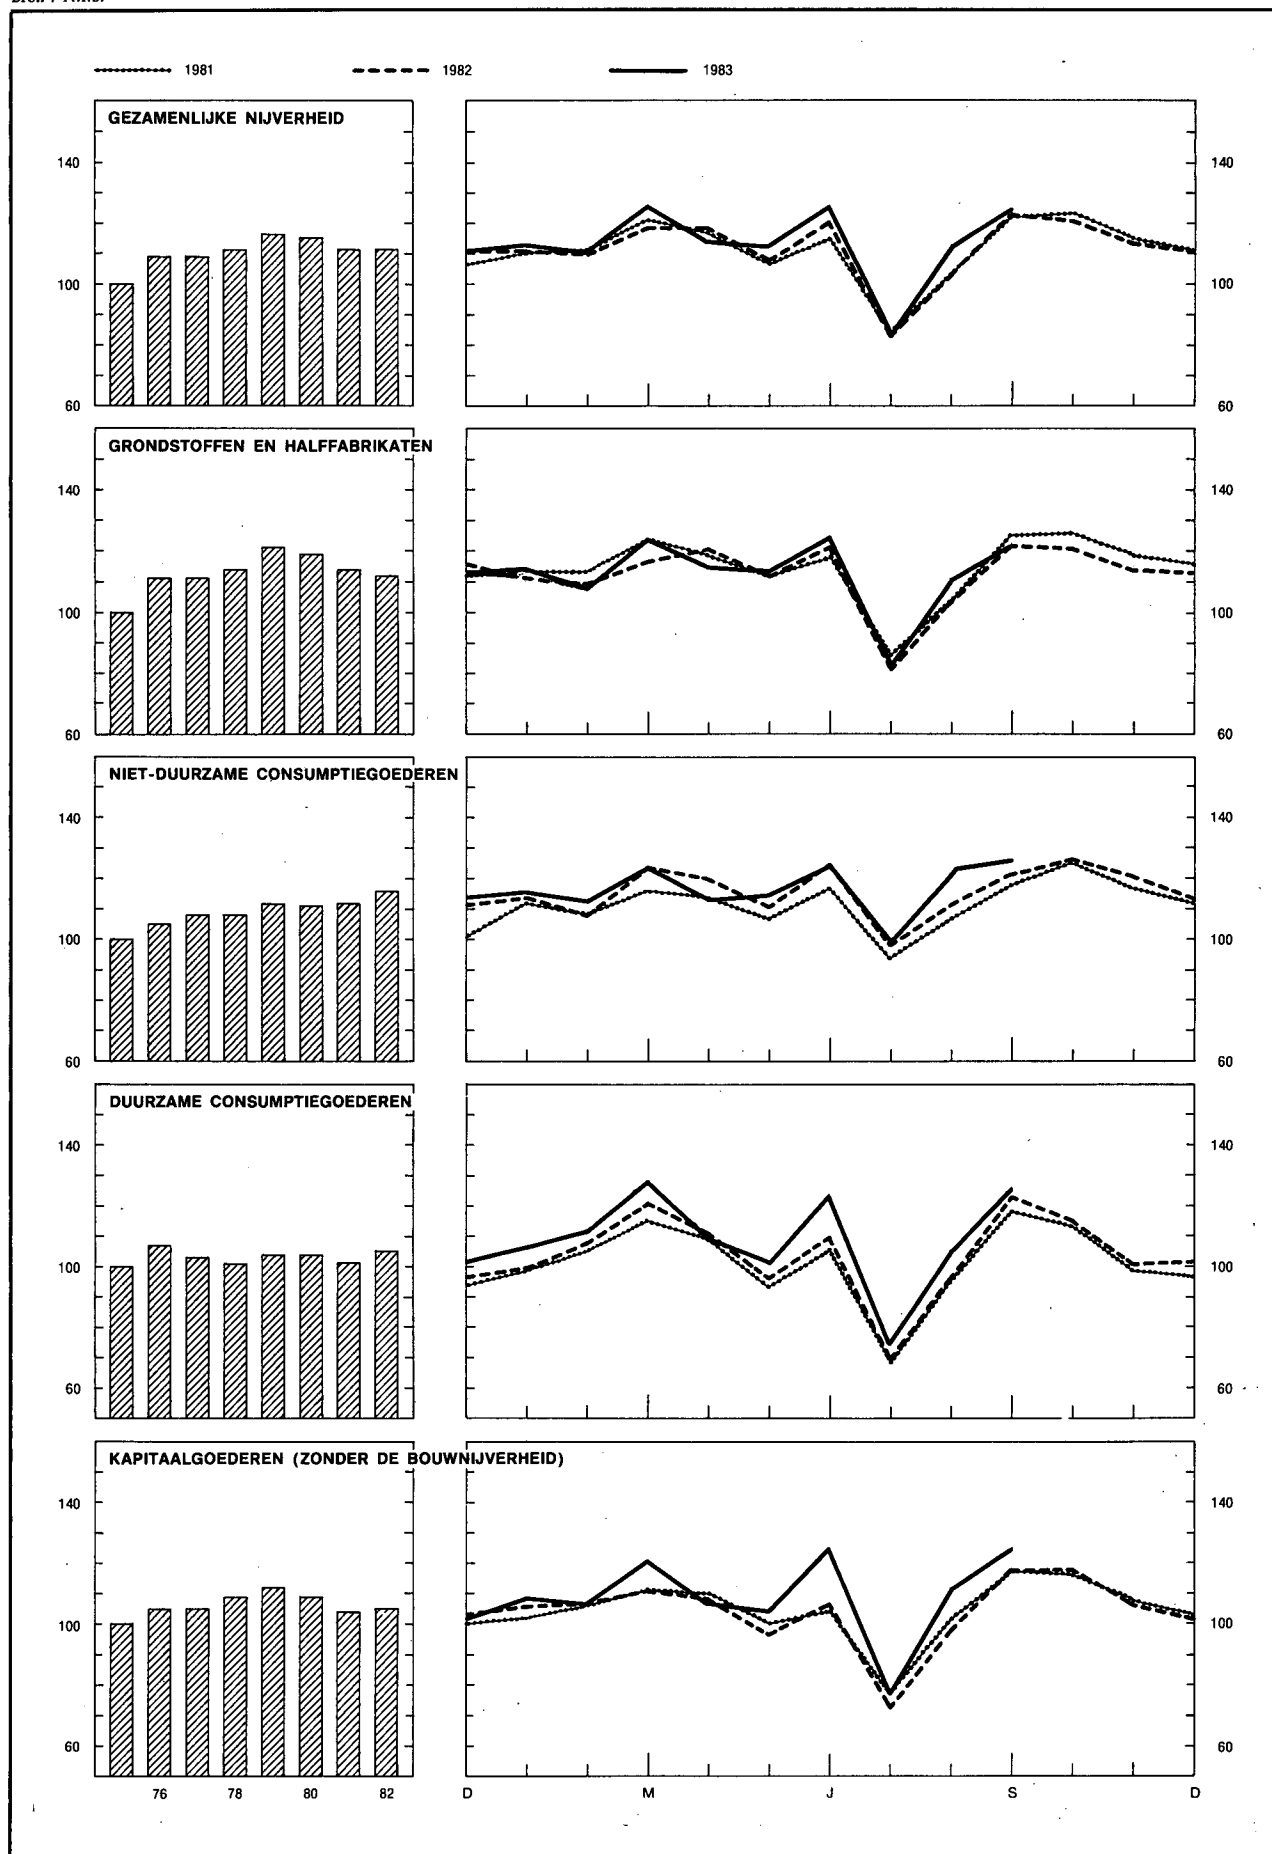 1981 1982 1983
GEZAMENLIJKE NIJVERHEID
140 140
100 100
60 60
GRONDSTOFFEN EN HALFFABRIKATEN
140 140
100 100
60 60
NIET-DUURZAME CONSUMPTIEGOEDEREN
140 140
100 100
60 60
DUURZAME CONSUMPTIEGOEDEREN
140 140
100 100
60 60
KAPITAALGOEDEREN (ZONDER DE BOUWNIJVERHEID)
140 140
100 100
60 60
76 78 80 82 D M J S D